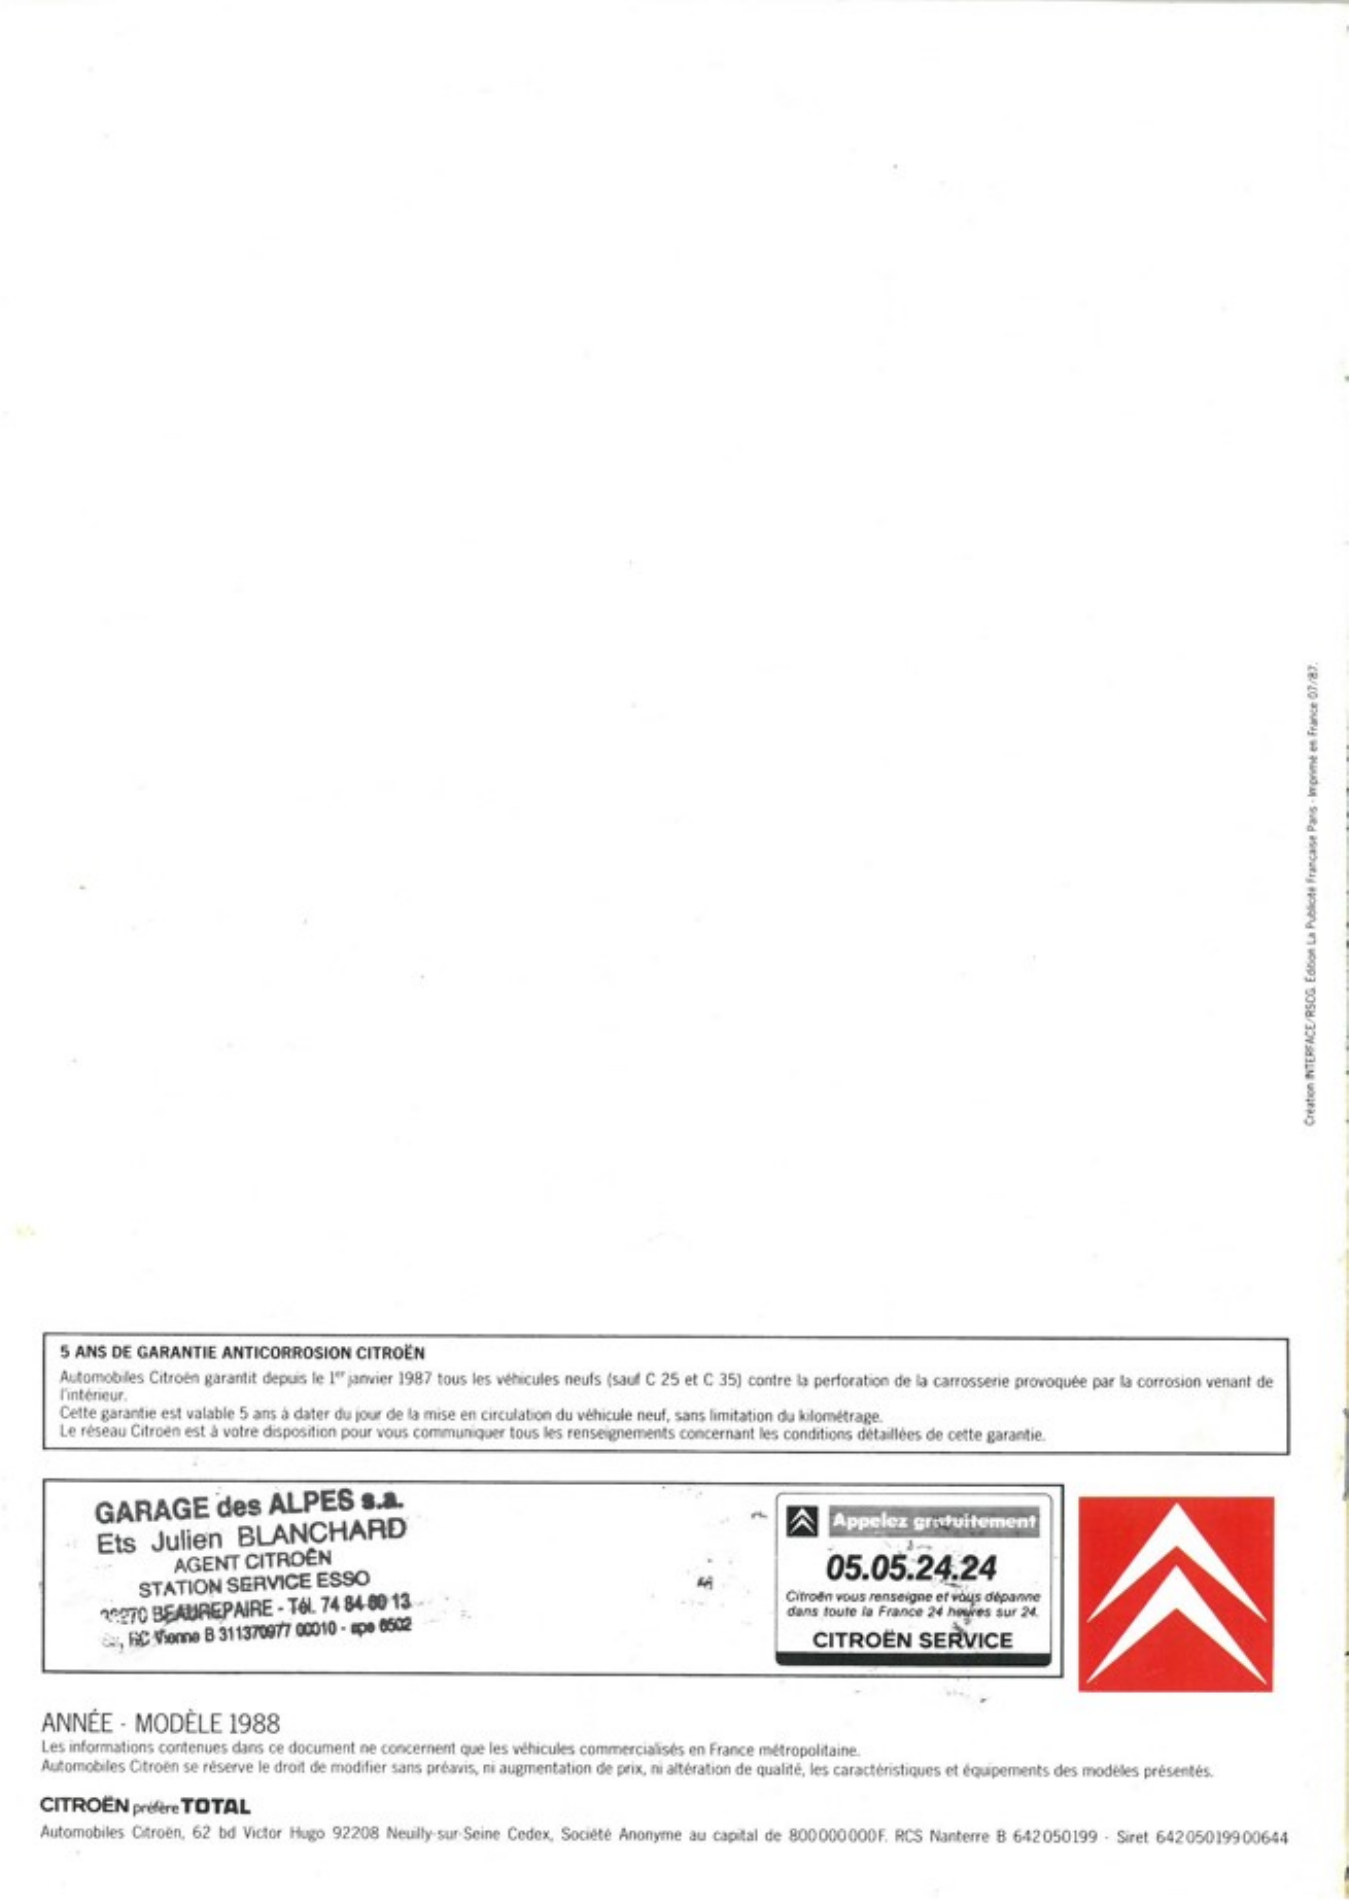 Création INTERFACE/RSCG. Edition La Publicité Française Paris - Imprimé en France 07/87.
5 ANS DE GARANTIE ANTICORROSION CITROËN
Automobiles Citroën garantit depuis le 1er janvier 1987 tous les véhicules neufs (sauf C 25 et C 35) contre la perforation de la carrosserie provoquée par la corrosion venant de
l'intérieur.
Cette garantie est valable 5 ans à dater du jour de la mise en circulation du véhicule neuf, sans limitation du kilométrage.
Le réseau Citroën est à votre disposition pour vous communiquer tous les renseignements concernant les conditions détaillées de cette garantie.
GARAGE des ALPES s.a.
Ets Julien BLANCHARD
AGENT CITROËN
STATION SERVICE ESSO
BEAUREPAIRE - Tél. 74 84 60 13
RC Vienne B 311370977 00010 - ape 6502
Appelez gratuitement
05.05.24.24
Citroën vous renseigne et vous dépanne
dans toute la France 24 heures sur 24.
CITROËN SERVICE
ANNÉE - MODÈLE 1988
Les informations contenues dans ce document ne concernent que les véhicules commercialisés en France métropolitaine.
Automobiles Citroën se réserve le droit de modifier sans préavis, ni augmentation de prix, ni altération de qualité, les caractéristiques et équipements des modèles présentés.
CITROËN préfère TOTAL
Automobiles Citroën, 62 bd Victor Hugo 92208 Neuilly-sur-Seine Cedex, Société Anonyme au capital de 800000000F. RCS Nanterre B 642050199 - Siret 64205019900644